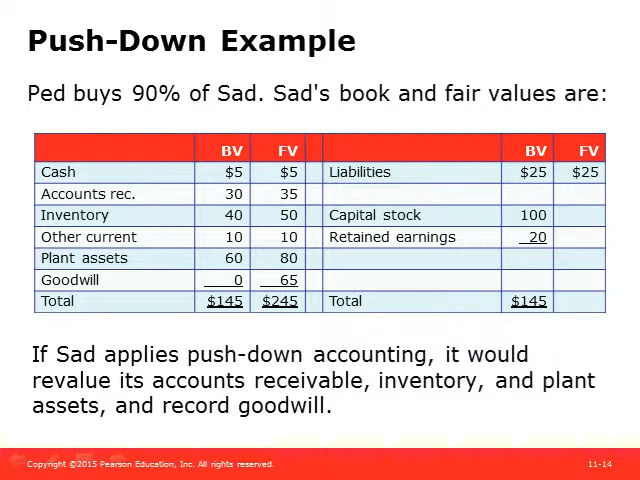 Push-Down Example
Ped buys 90% of Sad. Sad's book and fair values are:
BV FV BV FV
Cash $5 $5 Liabilities $25 $25
Accounts rec. 30 35
Inventory 40 50 Capital stock 100
Other current 10 10 Retained earnings 20
Plant assets 60 80
Goodwill 0 65
Total $145 $245 Total $145
If Sad applies push-down accounting, it would
revalue its accounts receivable, inventory, and plant
assets, and record goodwill.
Copyright ©2015 Pearson Education, Inc. All rights reserved. 11-14